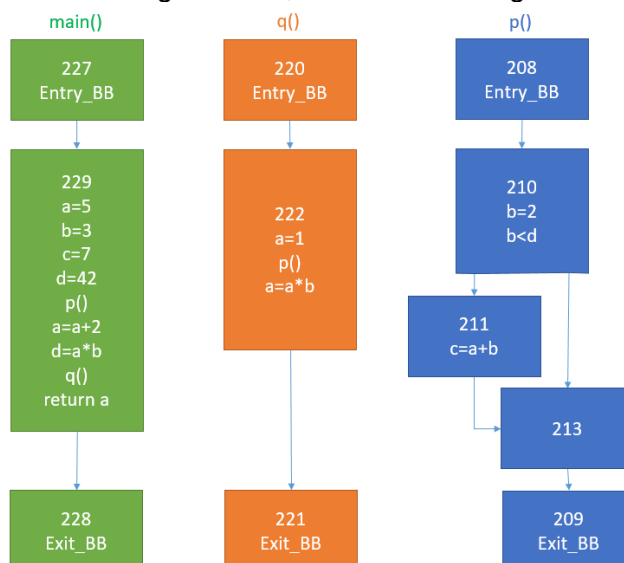 main()
227
Entry_BB
229
a=5
b=3
c=7
d=42
p()
a=a+2
d=a*b
q()
return a
228
Exit_BB
q()
220
Entry_BB
222
a=1
p()
a=a*b
221
Exit_BB
p()
208
Entry_BB
210
b=2
b<d
211
c=a+b
213
209
Exit_BB